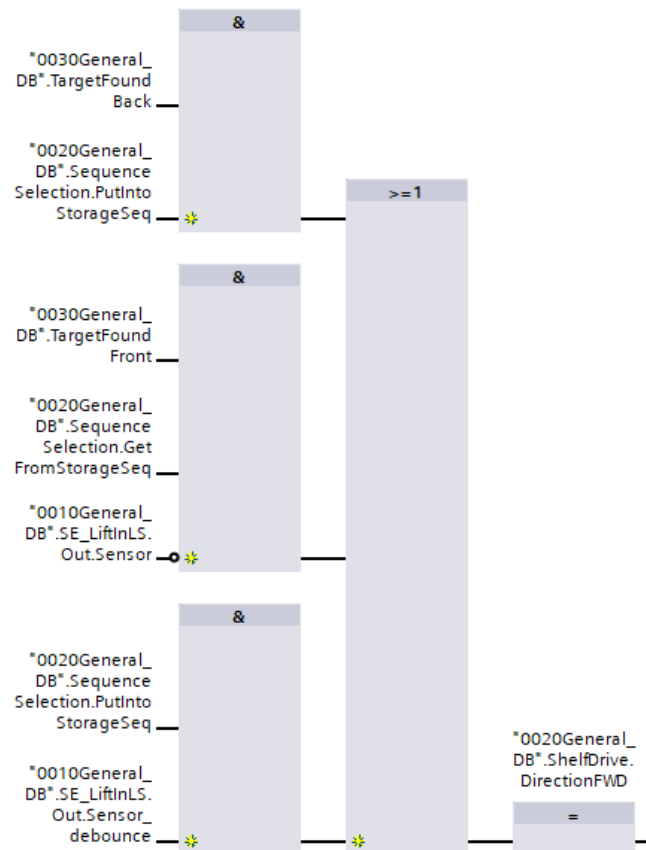 &
"0030General_
DB".TargetFound
Back
"0020General_
DB".Sequence
Selection.PutInto
StorageSeq
>=1
&
"0030General_
DB".TargetFound
Front
"0020General_
DB".Sequence
Selection.Get
FromStorageSeq
"0010General_
DB".SE_LiftInLS.
Out.Sensor
&
"0020General_
DB".Sequence
Selection.PutInto
StorageSeq
"0010General_
DB".SE_LiftInLS.
Out.Sensor_
debounce
"0020General_
DB".ShelfDrive.
DirectionFWD
=